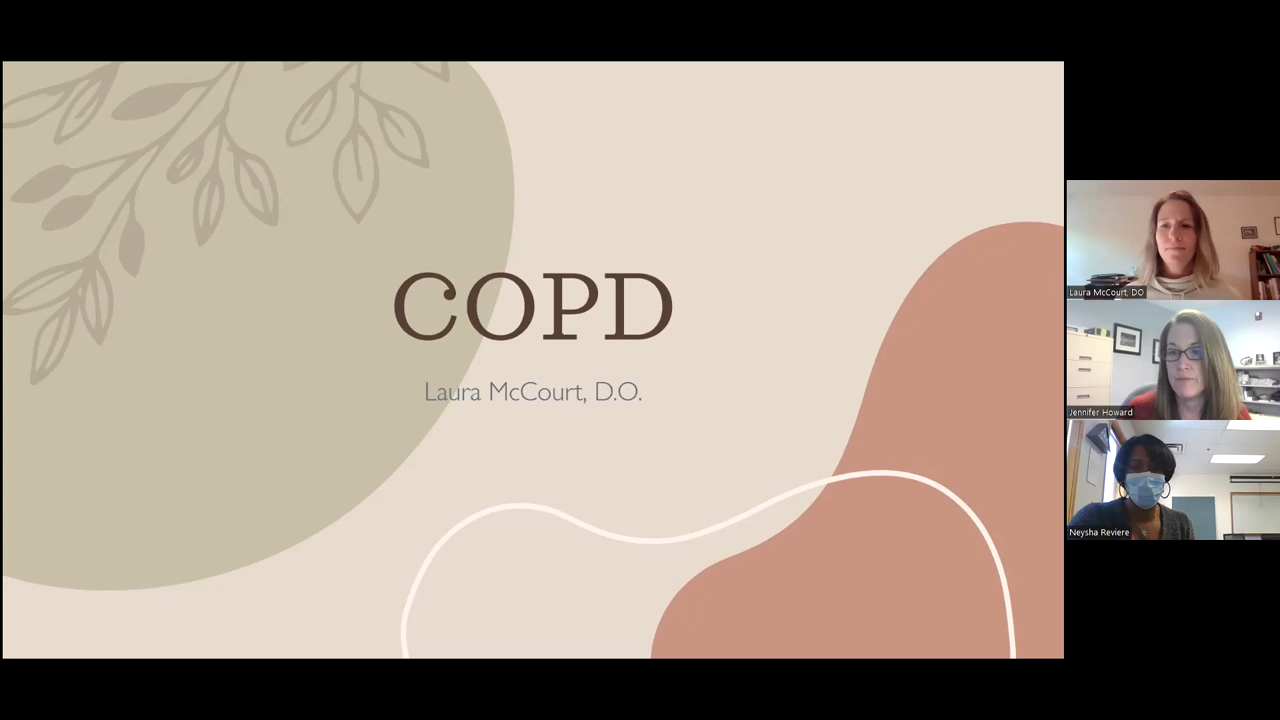 COPD
Laura McCourt, D.O.
Laura McCourt, DO
Jennifer Howard
Neysha Reviere